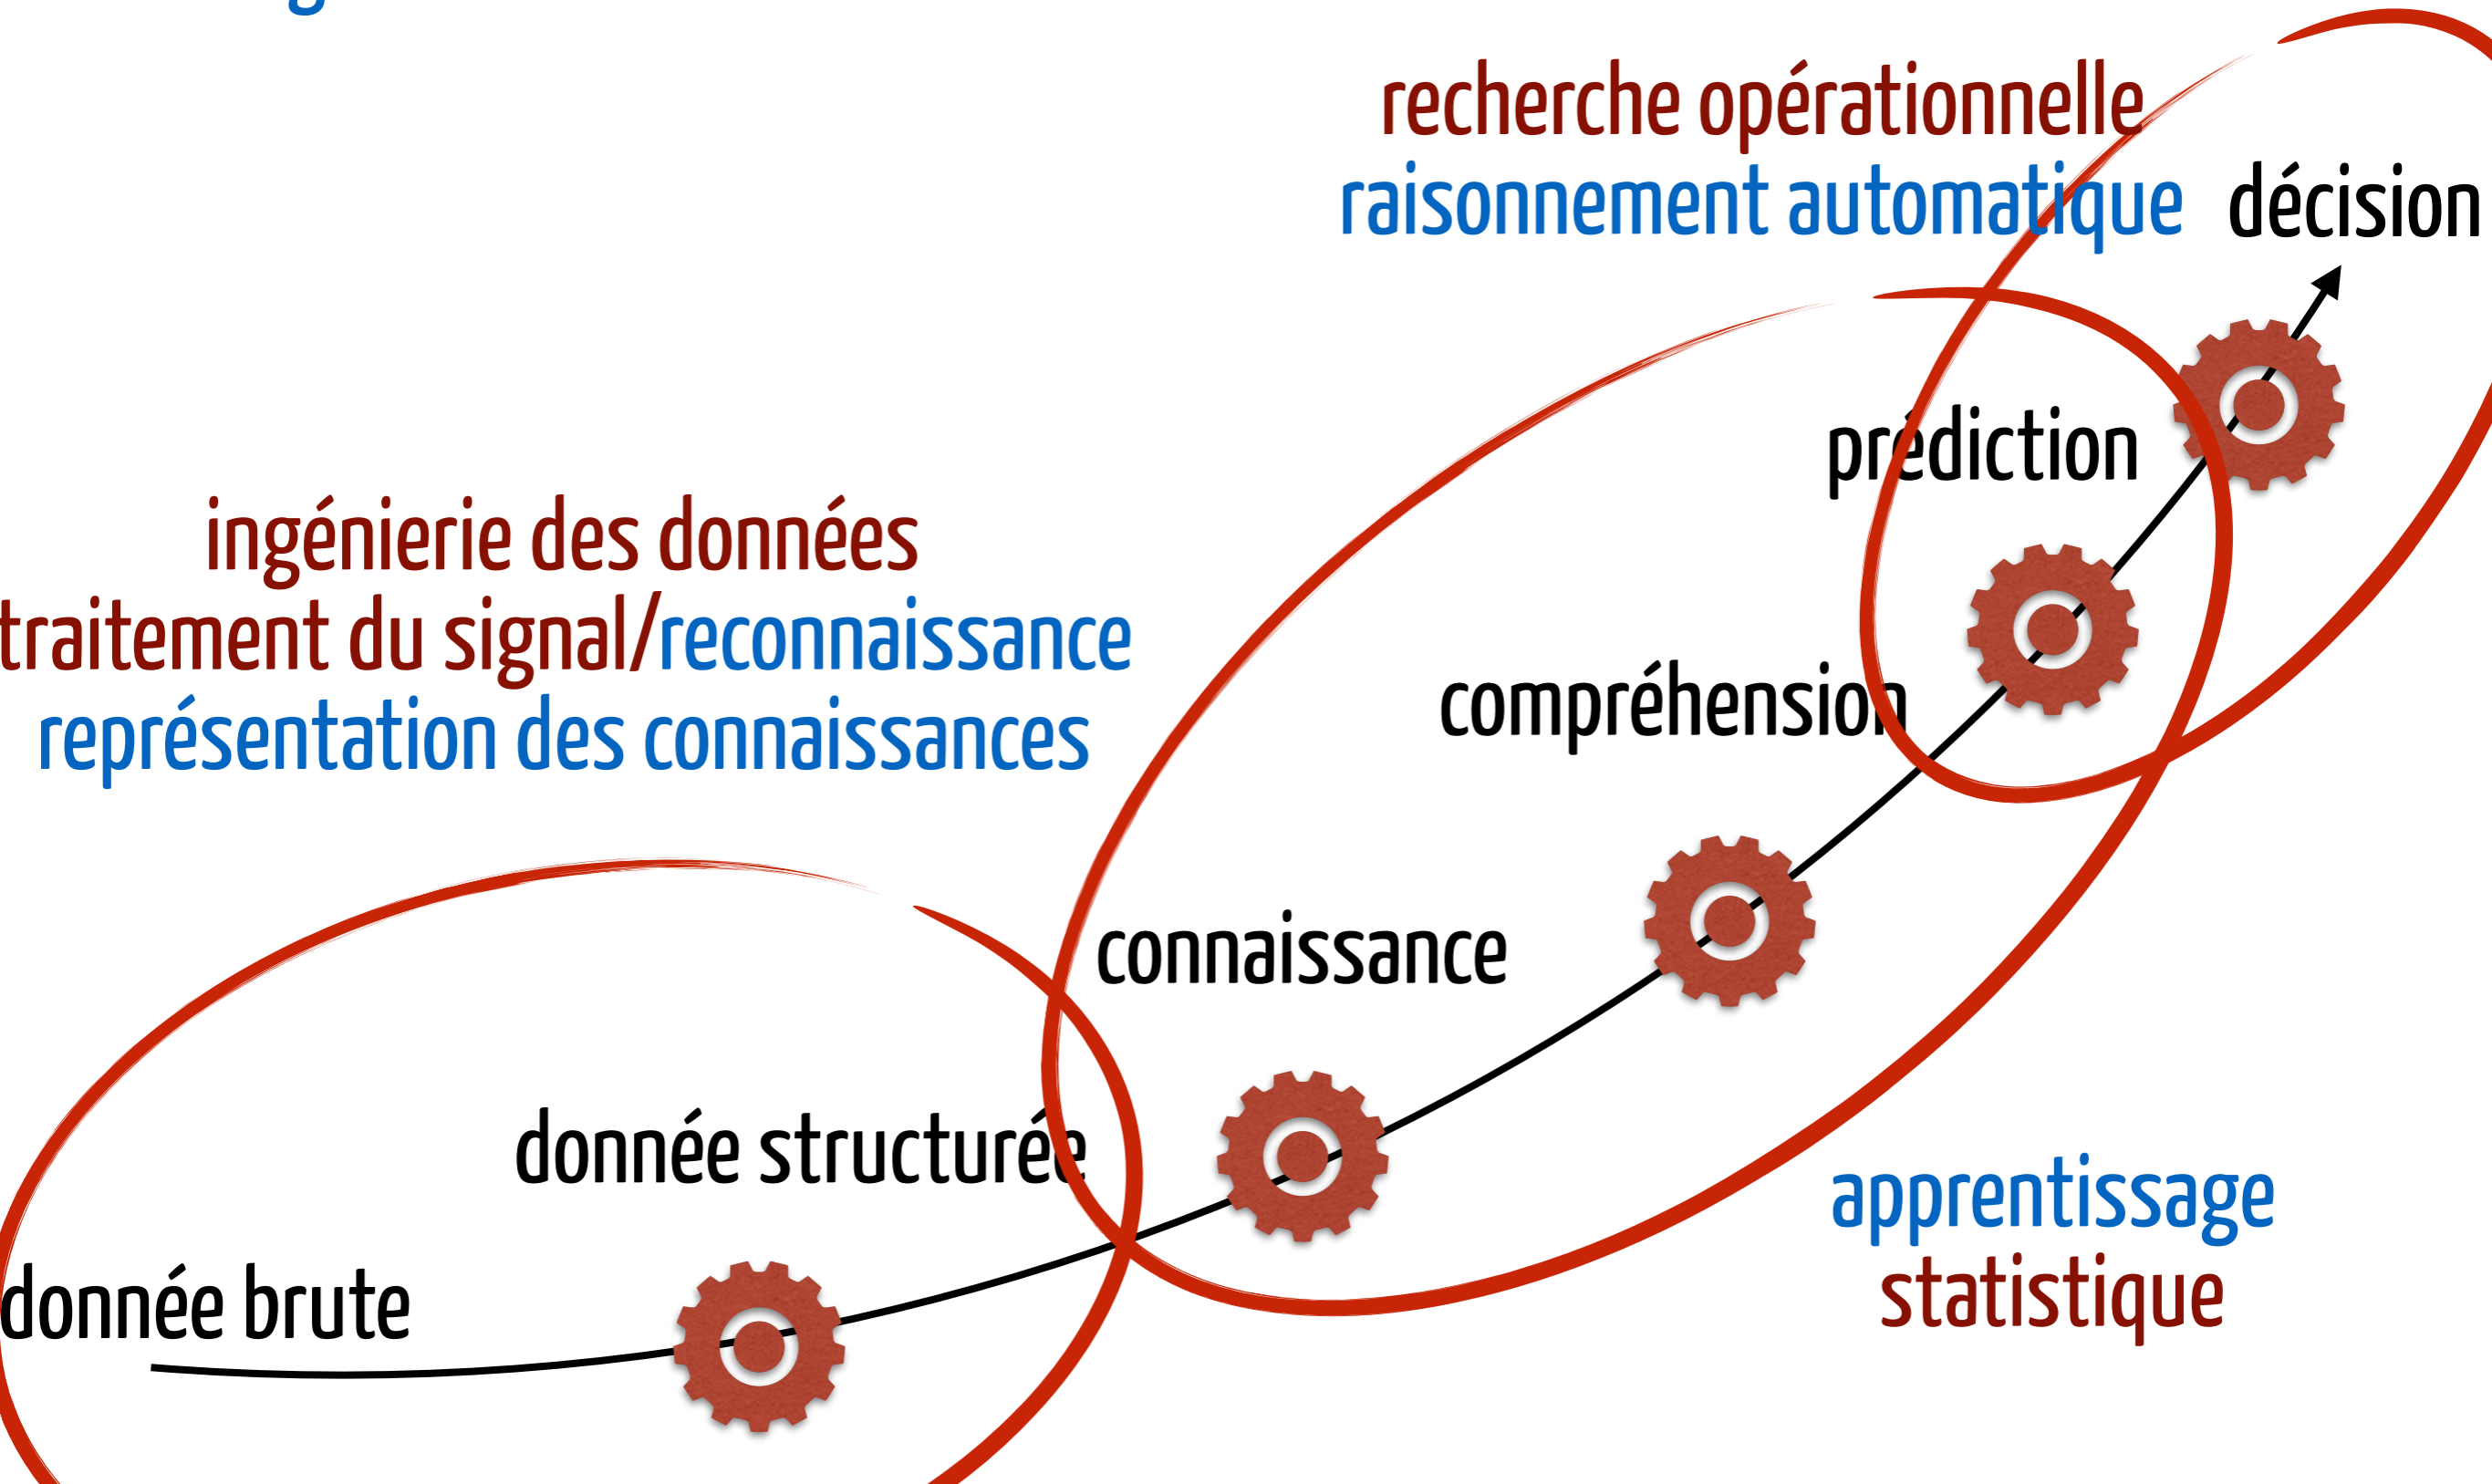 recherche opérationnelle
raisonnement automatique
décision
prédiction
ingénierie des données
traitement du signal/reconnaissance
représentation des connaissances
compréhension
connaissance
donnée structurée
apprentissage
statistique
donnée brute